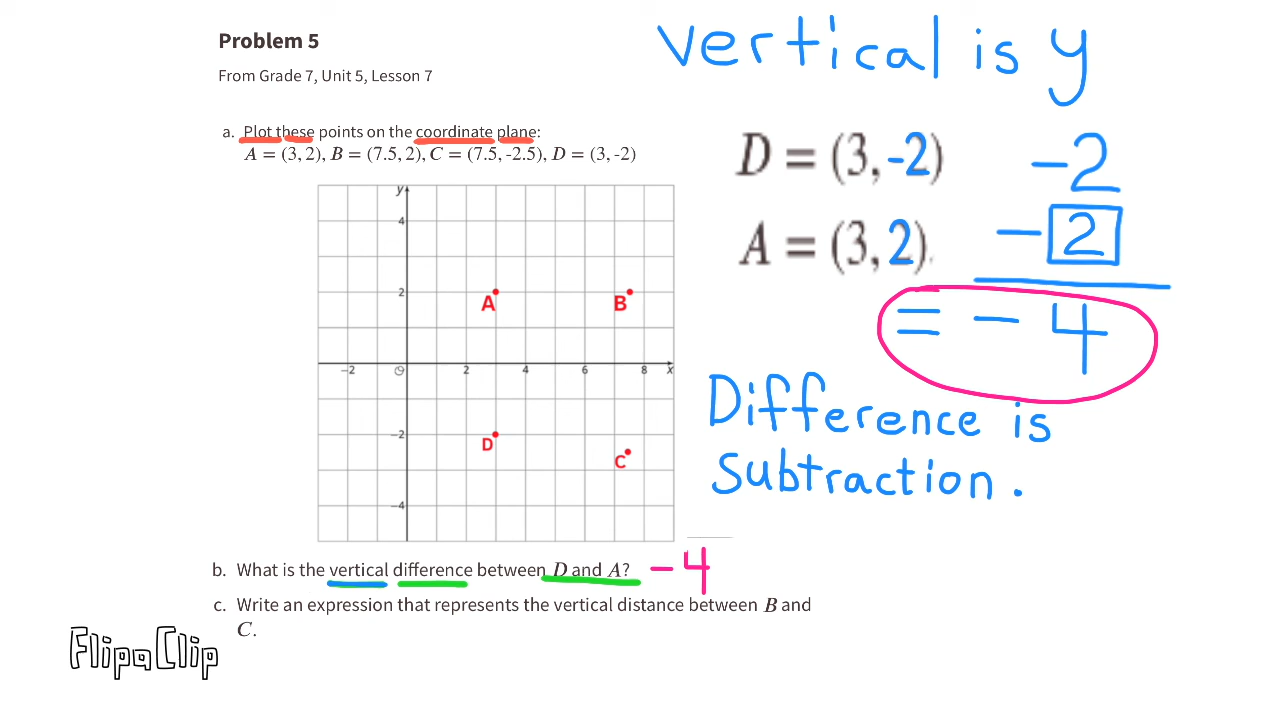 Problem 5
From Grade 7, Unit 5, Lesson 7
a. Plot these points on the coordinate plane:
A = (3, 2), B = (7.5, 2), C = (7.5, -2.5), D = (3, -2)
y
4
2
A
B
-2
O
2
4
6
8
x
-2
D
C
-4
b. What is the vertical difference between D and A? - 4
c. Write an expression that represents the vertical distance between B and
C.
FlipaClip
vertical is y
D = (3, -2)
-2
A = (3, 2).
- 2
= - 4
Difference is
subtraction.